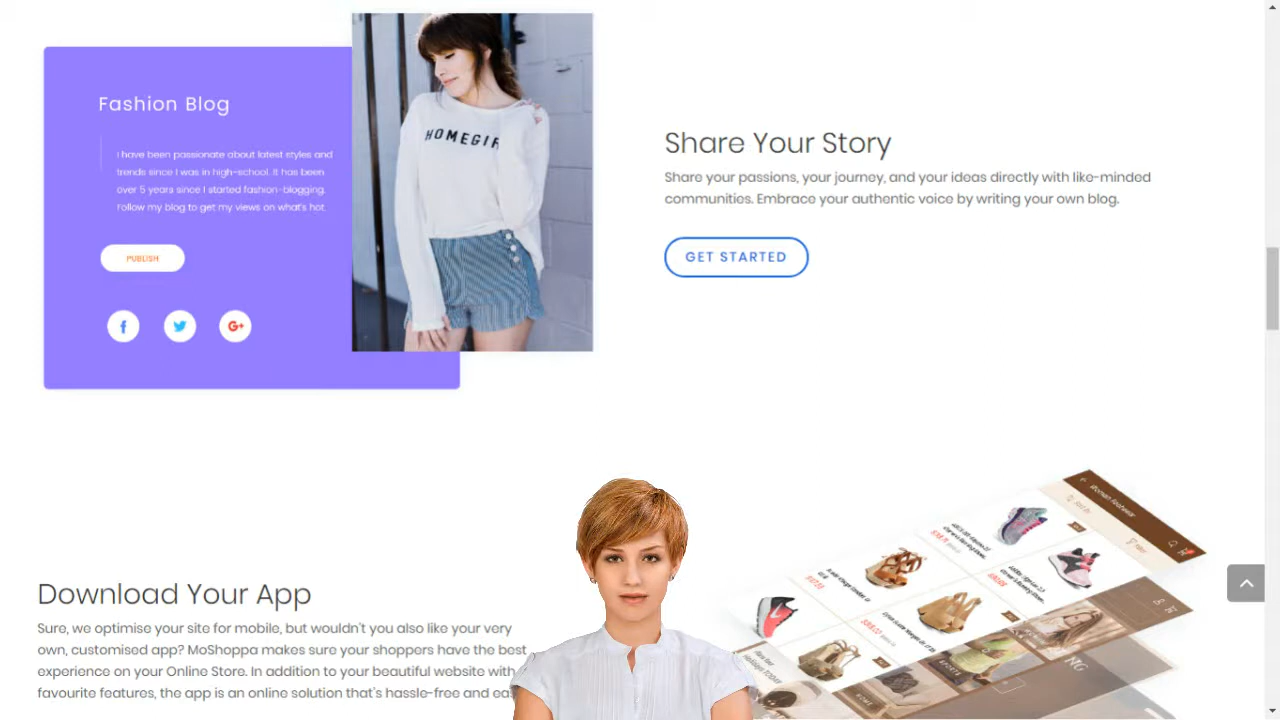 Fashion Blog
I have been passionate about latest styles and
trends since I was in high-school. It has been
over 5 years since I started fashion-blogging.
Follow my blog to get my views on what's hot.
PUBLISH
HOMEGIR
Share Your Story
Share your passions, your journey, and your ideas directly with like-minded
communities. Embrace your authentic voice by writing your own blog.
GET STARTED
Download Your App
Sure, we optimise your site for mobile, but wouldn't you also like your very
own, customised app? MoShoppa makes sure your shoppers have the best
experience on your Online Store. In addition to your beautiful website with
favourite features, the app is an online solution that's hassle-free and
Women Footwear